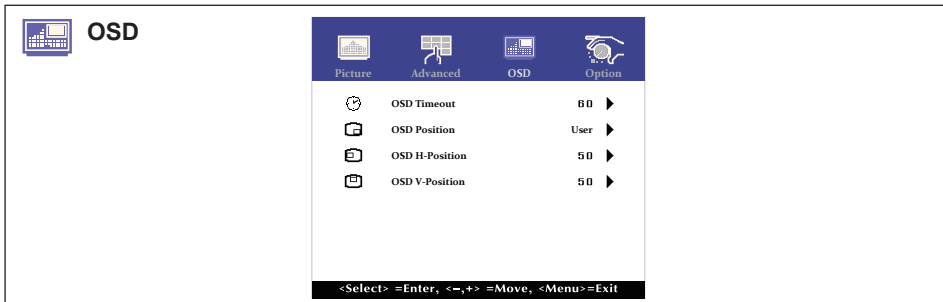 OSD
Picture Advanced OSD Option
OSD Timeout 60
OSD Position User
OSD H-Position 50
OSD V-Position 50
<Select> =Enter, <–,+> =Move, <Menu>=Exit